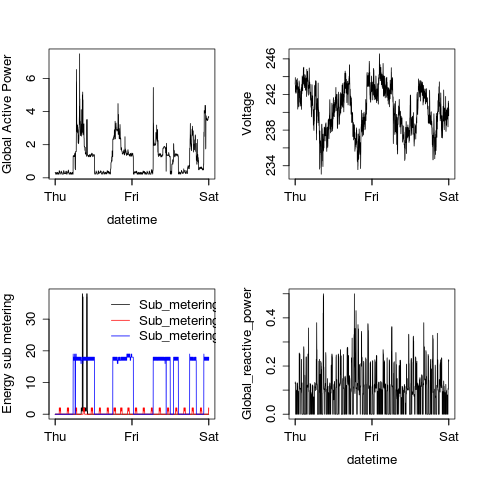 Global Active Power
0 2 4 6
Thu Fri Sat
datetime
Voltage
234 238 242 246
Thu Fri Sat
Energy sub metering
0 10 20 30
Sub_metering
Sub_metering
Sub_metering
Thu Fri Sat
Global_reactive_power
0.0 0.2 0.4
Thu Fri Sat
datetime